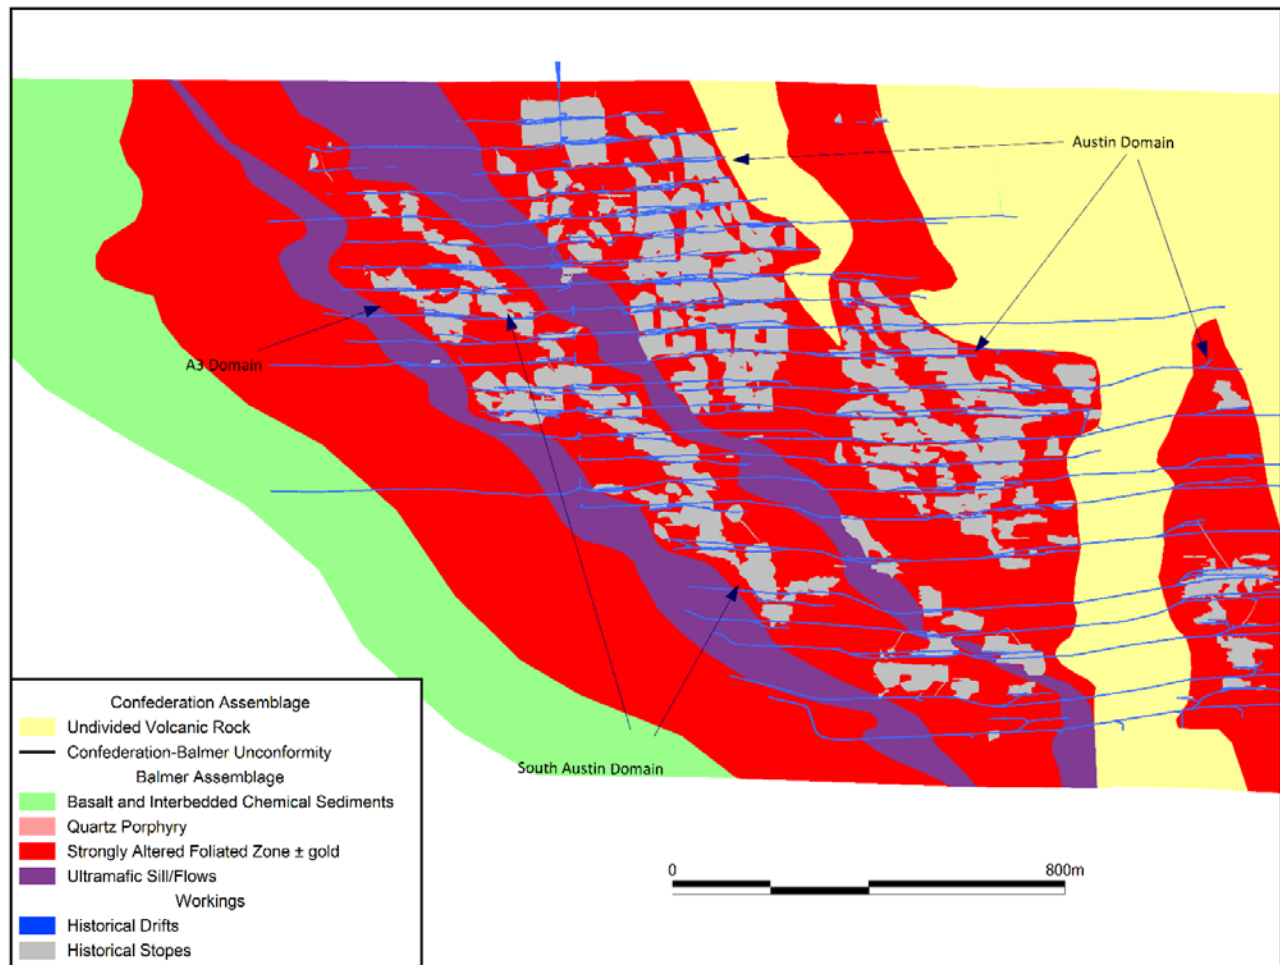 Austin Domain
A3 Domain
South Austin Domain
Confederation Assemblage
Undivided Volcanic Rock
Confederation-Balmer Unconformity
Balmer Assemblage
Basalt and Interbedded Chemical Sediments
Quartz Porphyry
Strongly Altered Foliated Zone ± gold
Ultramafic Sill/Flows
Workings
Historical Drifts
Historical Stopes
0 800m